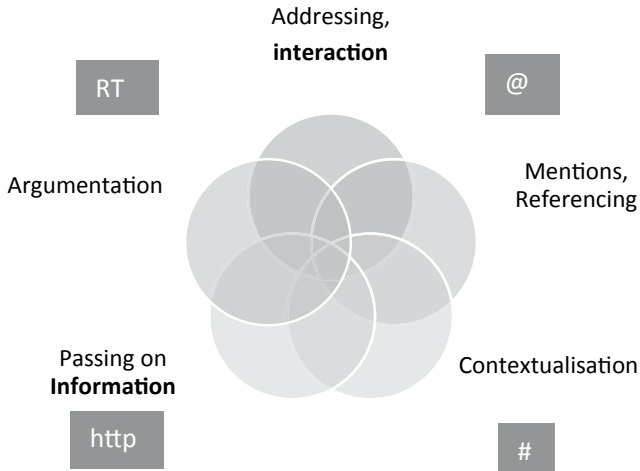 Addressing,
interaction
RT
@
Argumentation
Mentions,
Referencing
Passing on
Information
Contextualisation
http
#